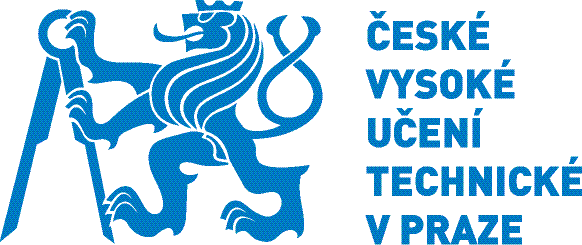 ČESKÉ
VYSOKÉ
UČENÍ
TECHNICKÉ
V PRAZE